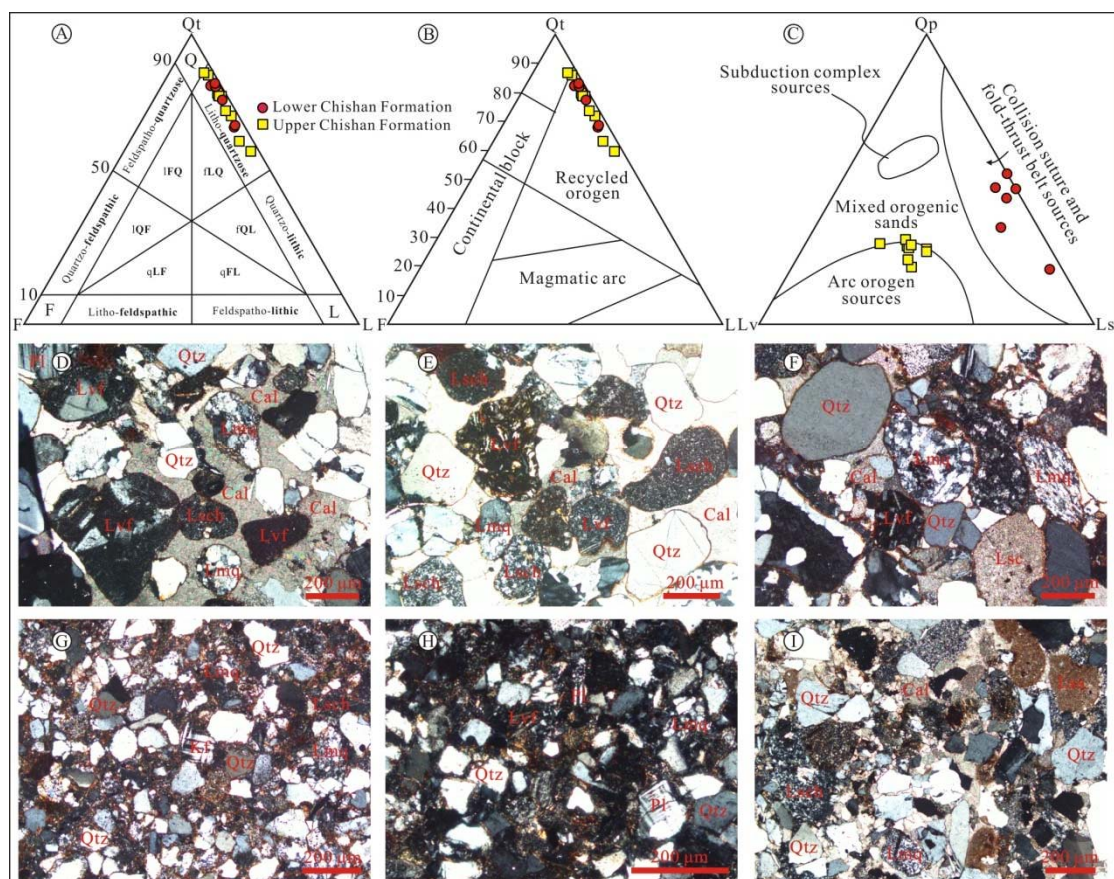 A
Qt
90
Q
Feldspatho-quartzose
Litho-quartzose
50
lFQ
fLQ
Quartzo-feldspathic
Quartzo-lithic
lQF
fQL
qLF
qFL
10
F
Litho-feldspathic
Feldspatho-lithic
L
F
L
Lower Chishan Formation
Upper Chishan Formation
B
Qt
90
80
70
60
50
40
30
20
10
Continental block
Recycled
orogen
Magmatic arc
F
L
C
Qp
Subduction complex
sources
Collision suture and
fold-thrust belt sources
Mixed orogenic
sands
Arc orogen
sources
Lv
Ls
D
Pl
Qtz
Lvf
Cal
Lmq
Qtz
Cal
Lvf
Lsch
Cal
Lvf
Lmq
200 μm
E
Lsch
Qtz
Lvf
Qtz
Cal
Lsch
Lmq
Lvf
Cal
Qtz
Lsch
Lsch
200 μm
F
Qtz
Cal
Lmq
Lmq
Lvf
Qtz
Lsc
200 μm
G
Qtz
Lmq
Qtz
Lsch
Kf
Lmq
Qtz
Qtz
200 μm
H
Pl
Lvf
Lmq
Qtz
Pl
Qtz
200 μm
I
Qtz
Cal
Qtz
Lsch
Qtz
Lmq
200 μm